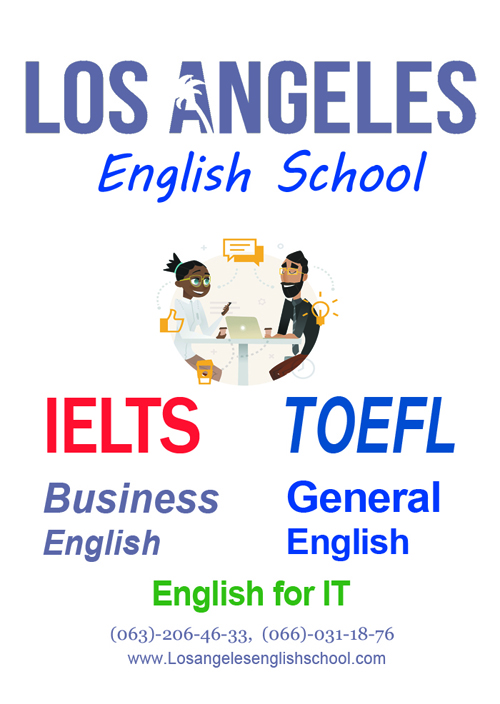 LOS ANGELES
English School
IELTS TOEFL
Business General
English English
English for IT
(063)-206-46-33, (066)-031-18-76
www.Losangelesenglishschool.com